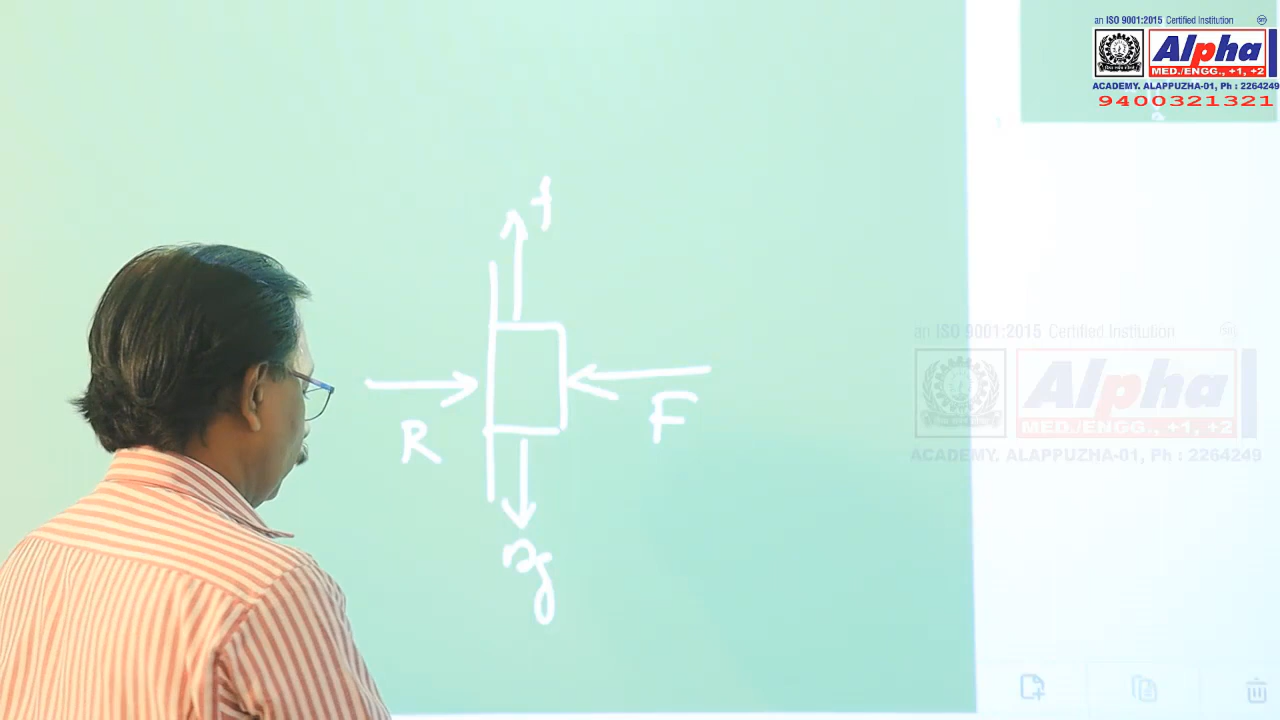 an ISO 9001:2015 Certified Institution
Alpha
MED./ENGG., +1, +2
ACADEMY. ALAPPUZHA-01, Ph : 2264249
9400321321
f
R
F
mg
an ISO 9001:2015 Certified Institution
Alpha
MED./ENGG., +1, +2
ACADEMY, ALAPPUZHA-01, Ph : 2264249